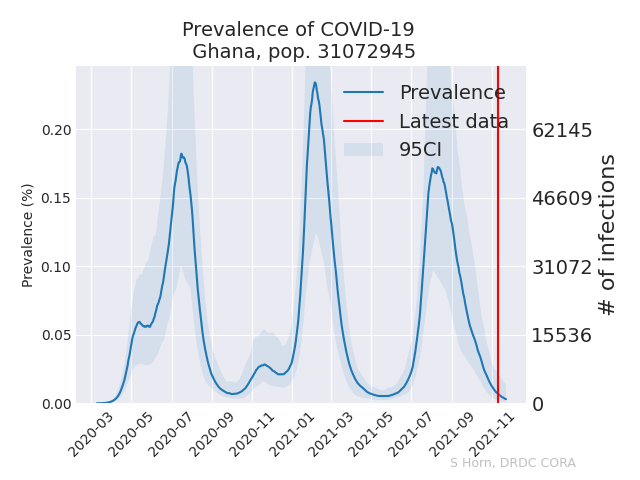 Prevalence of COVID-19
Ghana, pop. 31072945
Prevalence
Latest data
95CI
Prevalence (%)
0.20
0.15
0.10
0.05
0.00
62145
46609
31072
15536
0
# of infections
2020-03
2020-05
2020-07
2020-09
2020-11
2021-01
2021-03
2021-05
2021-07
2021-09
2021-11
S Horn, DRDC CORA